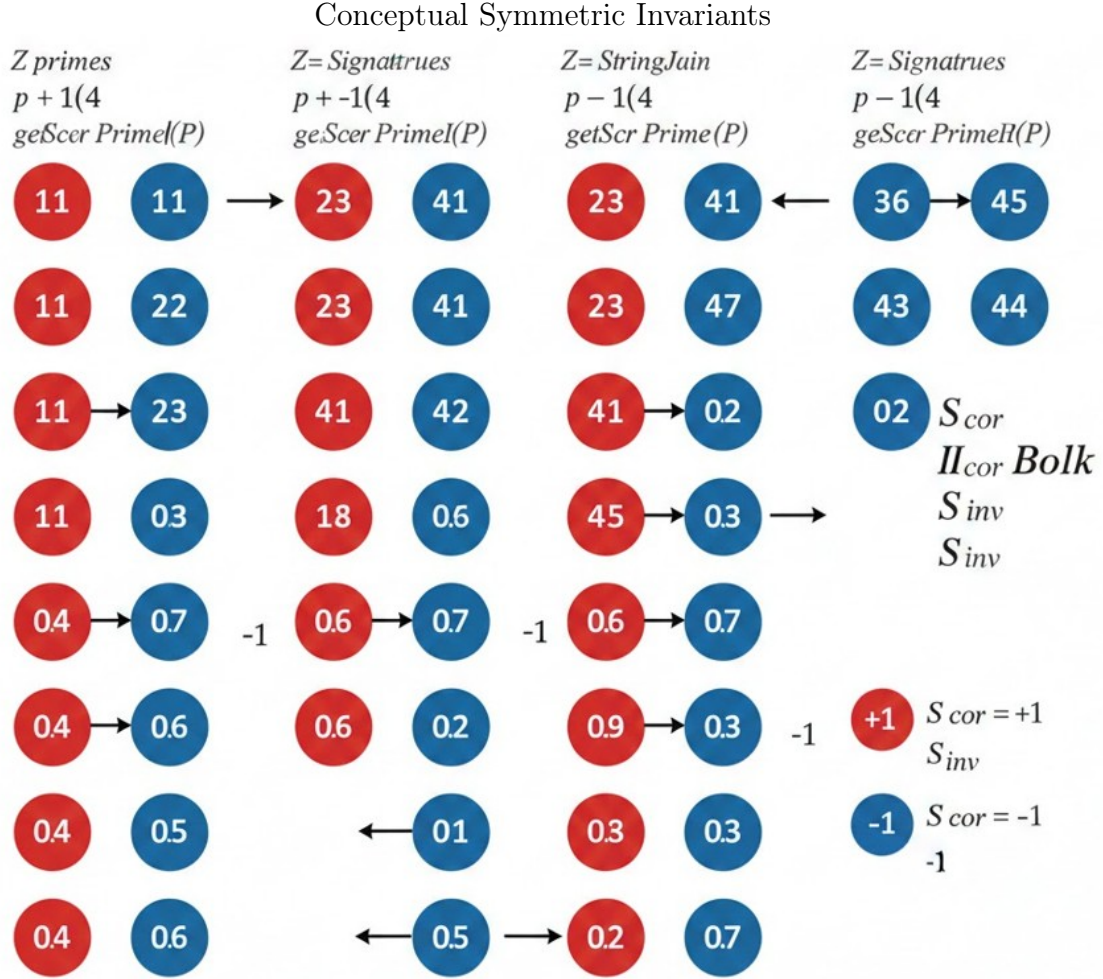 Conceptual Symmetric Invariants
Z primes
p + 1(4
Z= Signattrues
p + -1(4
Z= StringJain
p − 1(4
getScr Prime (P)
Z= Signatrues
p − 1(4
11 11 23 41 23 41 36 45
11 22 23 41 23 47 43 44
11 23 41 42 41 0.2 02
S cor
IIcor Bolk
S inv
S inv
11 0.3 18 0.6 45 0.3
0.4 0.7 -1 0.6 0.7 -1 0.6 0.7
0.4 0.6 0.6 0.2 0.9 0.3 -1
+1 S cor = +1
Sinv
0.4 0.5 01 0.3 0.3
-1 S cor = -1
-1
0.4 0.6 0.5 0.2 0.7